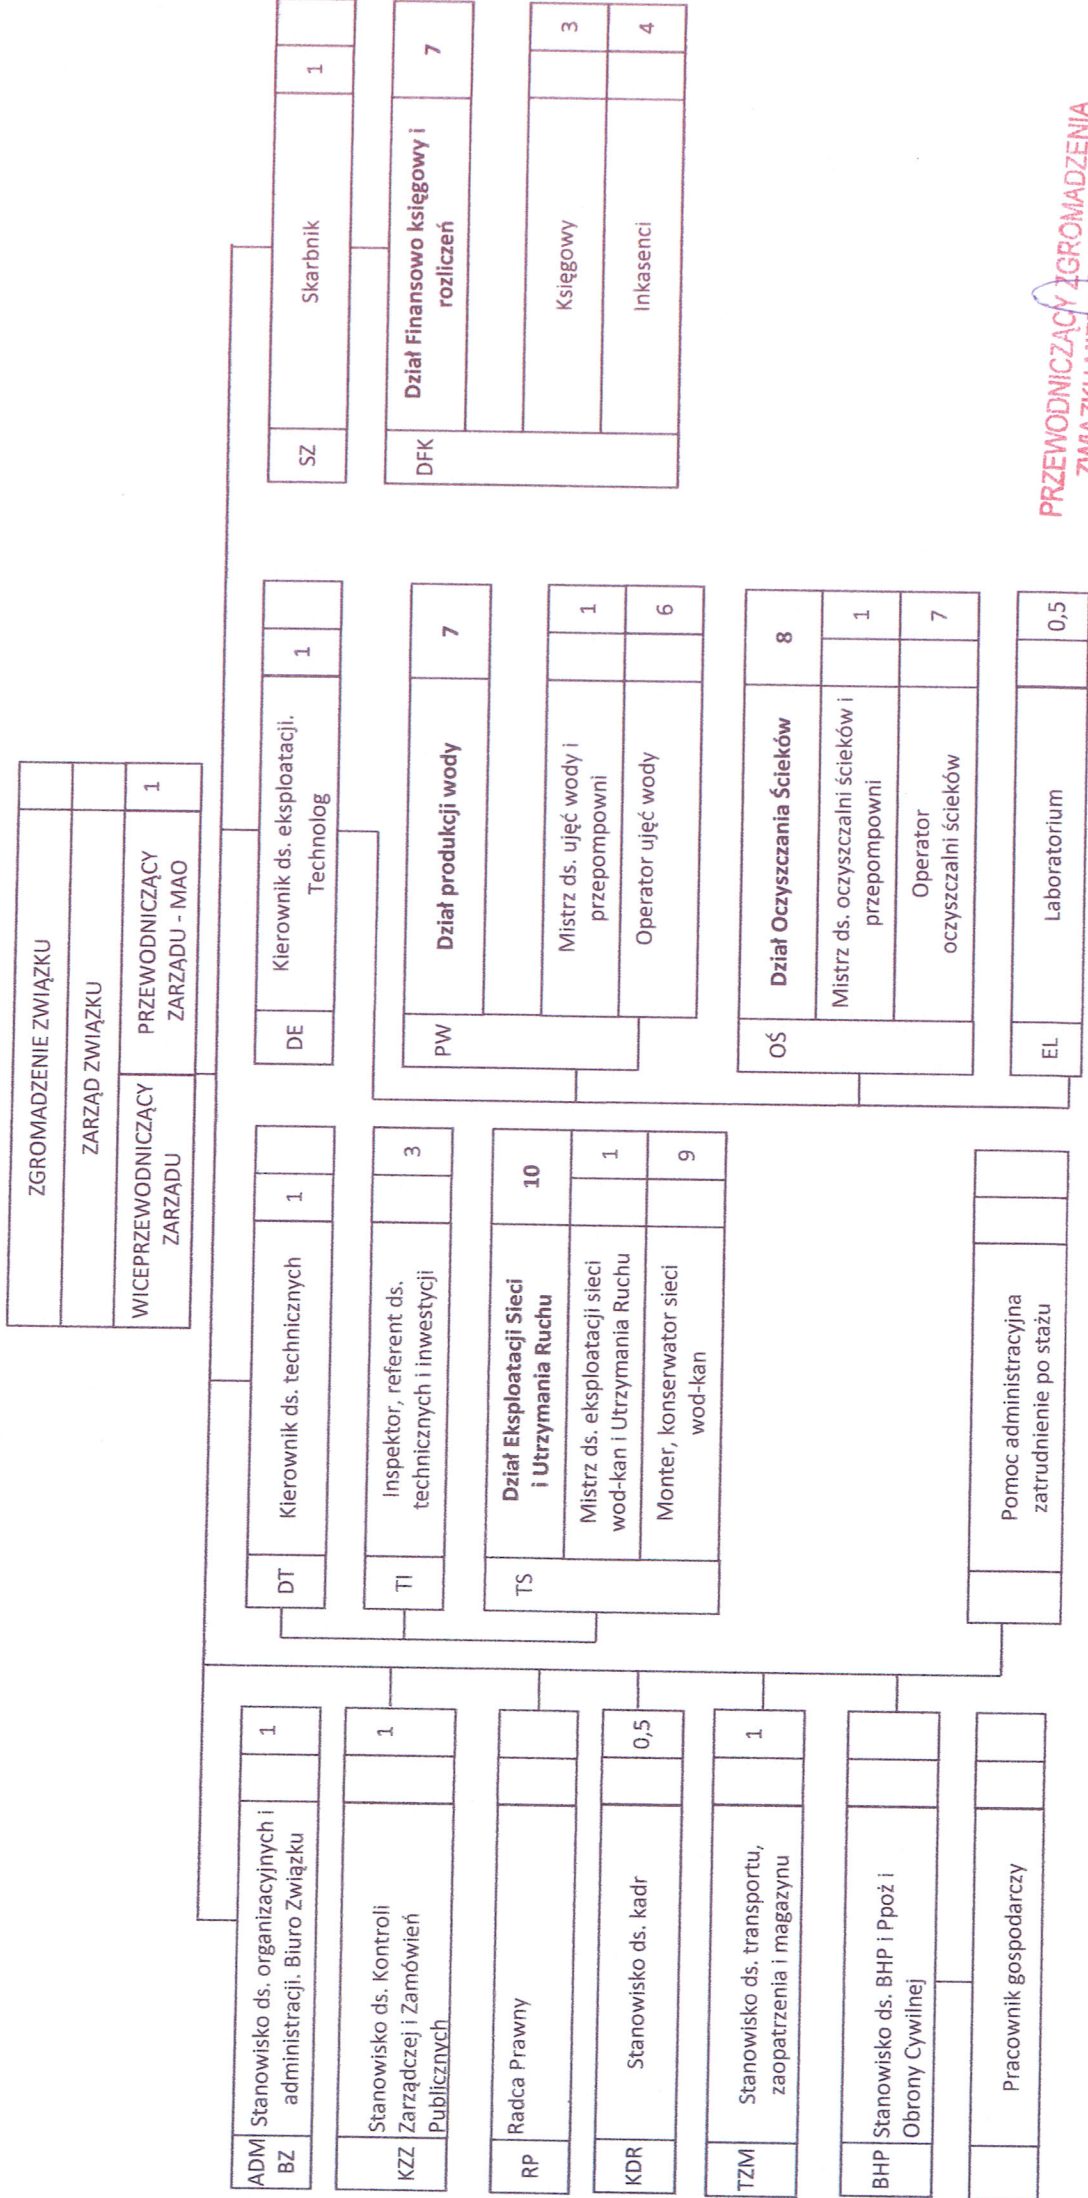 ZGROMADZENIE ZWIĄZKU
ZARZĄD ZWIĄZKU
WICEPRZEWODNICZĄCY
ZARZĄDU
PRZEWODNICZĄCY
ZARZĄDU - MAO
1
ADM
BZ
Stanowisko ds. organizacyjnych i
administracji. Biuro Związku
1
KZZ
Stanowisko ds. Kontroli
Zarządczej i Zamówień
Publicznych
1
RP
Radca Prawny
KDR
Stanowisko ds. kadr
0,5
TZM
Stanowisko ds. transportu,
zaopatrzenia i magazynu
1
BHP
Stanowisko ds. BHP i Ppoż i
Obrony Cywilnej
Pracownik gospodarczy
DT
Kierownik ds. technicznych
1
TI
Inspektor, referent ds.
technicznych i inwestycji
3
TS
Dział Eksploatacji Sieci
i Utrzymania Ruchu
10
Mistrz ds. eksploatacji sieci
wod-kan i Utrzymania Ruchu
1
Monter, konserwator sieci
wod-kan
9
Pomoc administracyjna
zatrudnienie po stażu
DE
Kierownik ds. eksploatacji.
Technolog
1
PW
Dział produkcji wody
7
Mistrz ds. ujęć wody i
przepompowni
1
Operator ujęć wody
6
OŚ
Dział Oczyszczania Ścieków
8
Mistrz ds. oczyszczalni ścieków i
przepompowni
1
Operator
oczyszczalni ścieków
7
EL
Laboratorium
0,5
SZ
Skarbnik
1
DFK
Dział Finansowo księgowy i
rozliczeń
7
Księgowy
3
Inkasenci
4
PRZEWODNICZĄCY ZGROMADZENIA